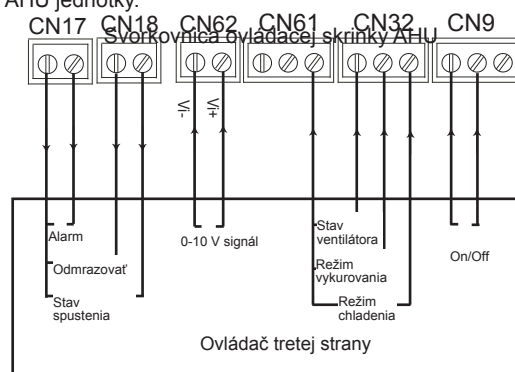 AHU jednotky.
Svorkovnica ovládacej skrinky AHU
CN17 CN18 CN62 CN61 CN32 CN9
Vi- Vi+
Alarm
Odmrazovať
Stav
spustenia
0-10 V signál
Stav
ventilátora
Režim
vykurovania
Režim
chladenia
On/Off
Ovládač tretej strany